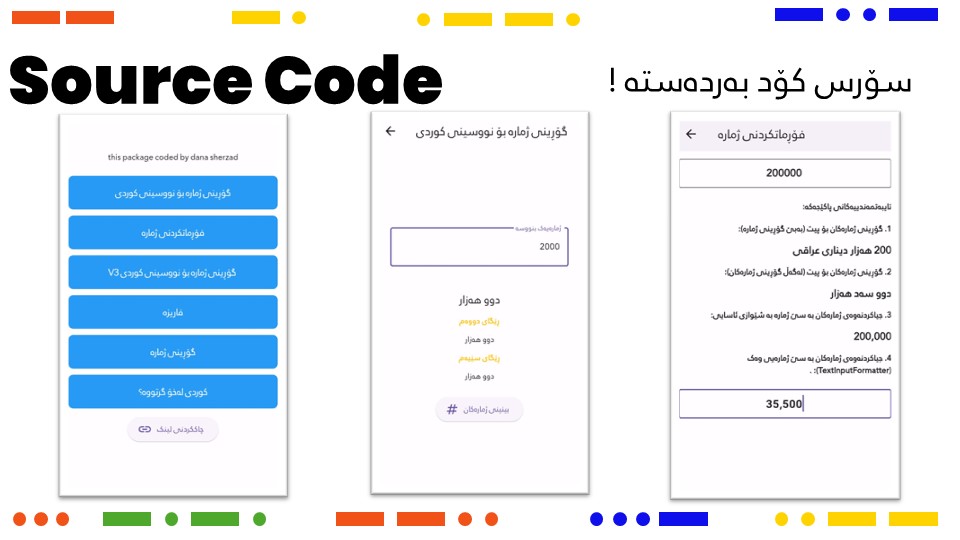 Source Code
سۆرس کۆد بەردەستە !
this package coded by dana sherzad
گۆڕینی ژمارە بۆ نووسینی کوردی
فۆرماتکردنی ژمارە
گۆڕینی ژمارە بۆ نووسینی کوردی V3
فاریزە
گۆڕینی ژمارە
کوردی لەخۆ گرتووە؟
چاککردنی لینک
گۆڕینی ژمارە بۆ نووسینی کوردی
ژمارەیەک بنووسە
2000
دوو هەزار
ڕێگای دووەم
دوو هەزار
ڕێگای سێیەم
دوو هەزار
بینینی ژمارەکان
فۆڕماتکردنی ژمارە
200000
تایبەتمەندییەکانی پاکێجەکە:
1. گۆڕینی ژمارەکان بۆ پیت (بەبێ گۆڕینی ژمارە):
200 هەزار دیناری عراقی
2. گۆڕینی ژمارەکان بۆ پیت (لەگەڵ گۆڕینی ژمارەکان):
دوو سەد هەزار
3. جیاکردنەوەی ژمارەکان بە سێ ژمارە بە شێوازی ئاسایی:
200,000
4. جیاکردنەوەی ژمارەکان بە سێ ژمارەیی وەک
(TextInputFormatter): .
35,500